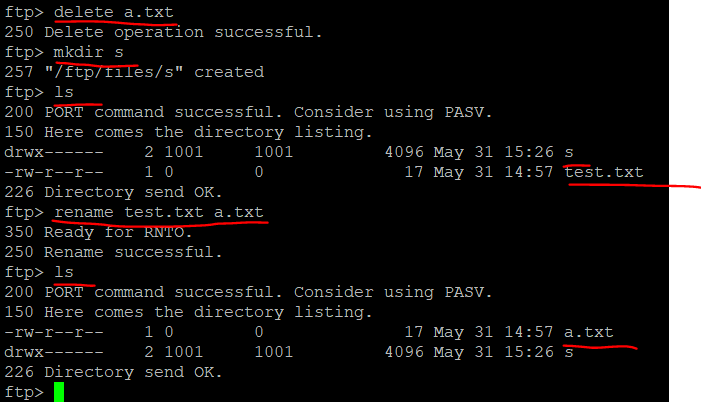 ftp> delete a.txt
250 Delete operation successful.
ftp> mkdir s
257 "/ftp/files/s" created
ftp> ls
200 PORT command successful. Consider using PASV.
150 Here comes the directory listing.
drwx------    2 1001     1001         4096 May 31 15:26 s
-rw-r--r--    1 0        0              17 May 31 14:57 test.txt
226 Directory send OK.
ftp> rename test.txt a.txt
350 Ready for RNTO.
250 Rename successful.
ftp> ls
200 PORT command successful. Consider using PASV.
150 Here comes the directory listing.
-rw-r--r--    1 0        0              17 May 31 14:57 a.txt
drwx------    2 1001     1001         4096 May 31 15:26 s
226 Directory send OK.
ftp>